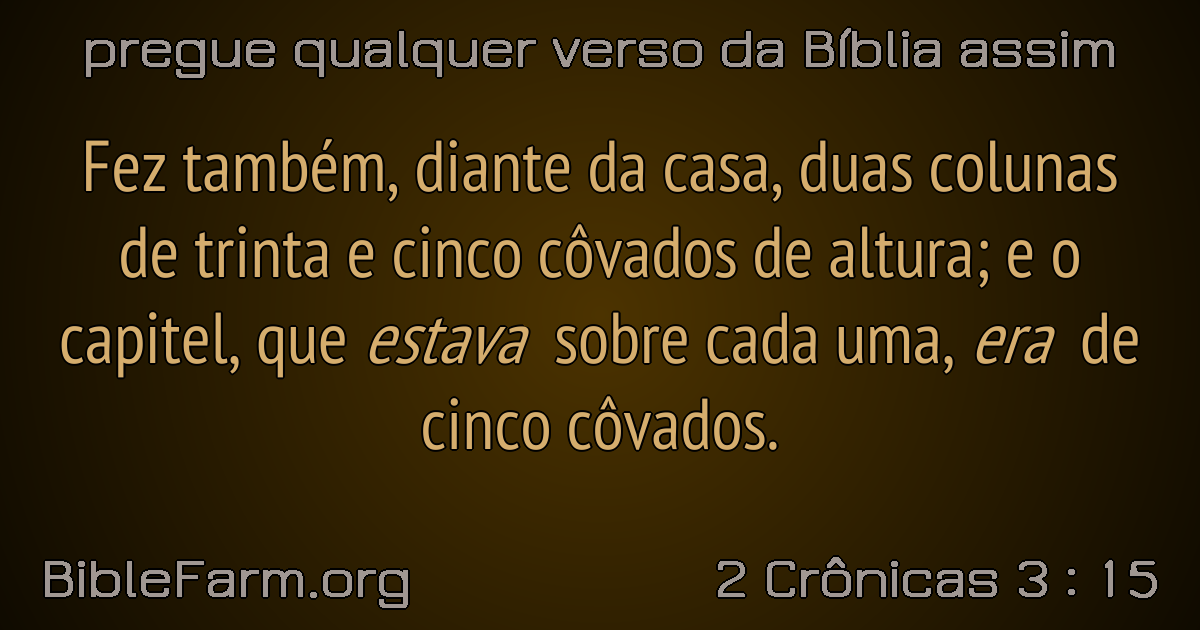 pregue qualquer verso da Bíblia assim
Fez também, diante da casa, duas colunas
de trinta e cinco côvados de altura; e o
capitel, que estava sobre cada uma, era de
cinco côvados.
BibleFarm.org
2 Crônicas 3 : 15